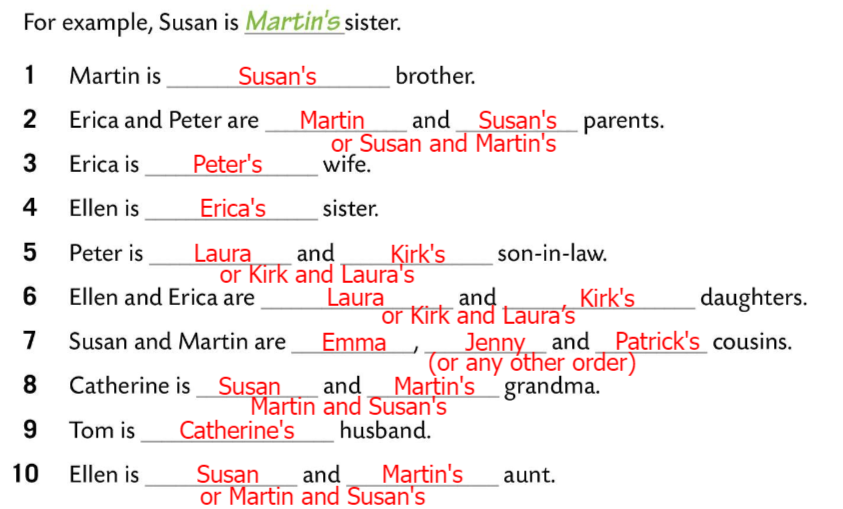 For example, Susan is Martin's sister.
1 Martin is Susan's brother.
2 Erica and Peter are Martin and Susan's parents.
or Susan and Martin's
3 Erica is Peter's wife.
4 Ellen is Erica's sister.
5 Peter is Laura and Kirk's son-in-law.
or Kirk and Laura's
6 Ellen and Erica are Laura and , Kirk's daughters.
or Kirk and Laura's
7 Susan and Martin are Emma , Jenny and Patrick's cousins.
(or any other order)
8 Catherine is Susan and Martin's grandma.
Martin and Susan's
9 Tom is Catherine's husband.
10 Ellen is Susan and Martin's aunt.
or Martin and Susan's